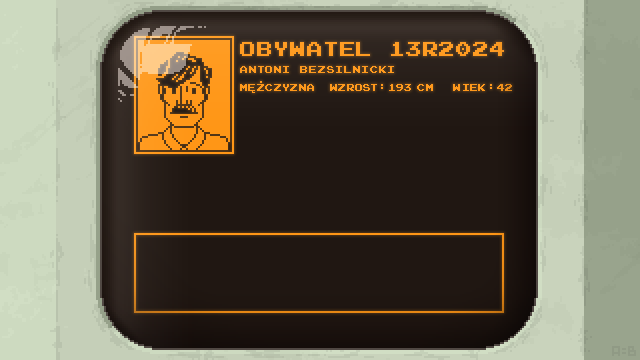 OBYWATEL 13R2024
ANTONI BEZSILNICKI
MĘŻCZYZNA WZROST:193 CM WIEK:42